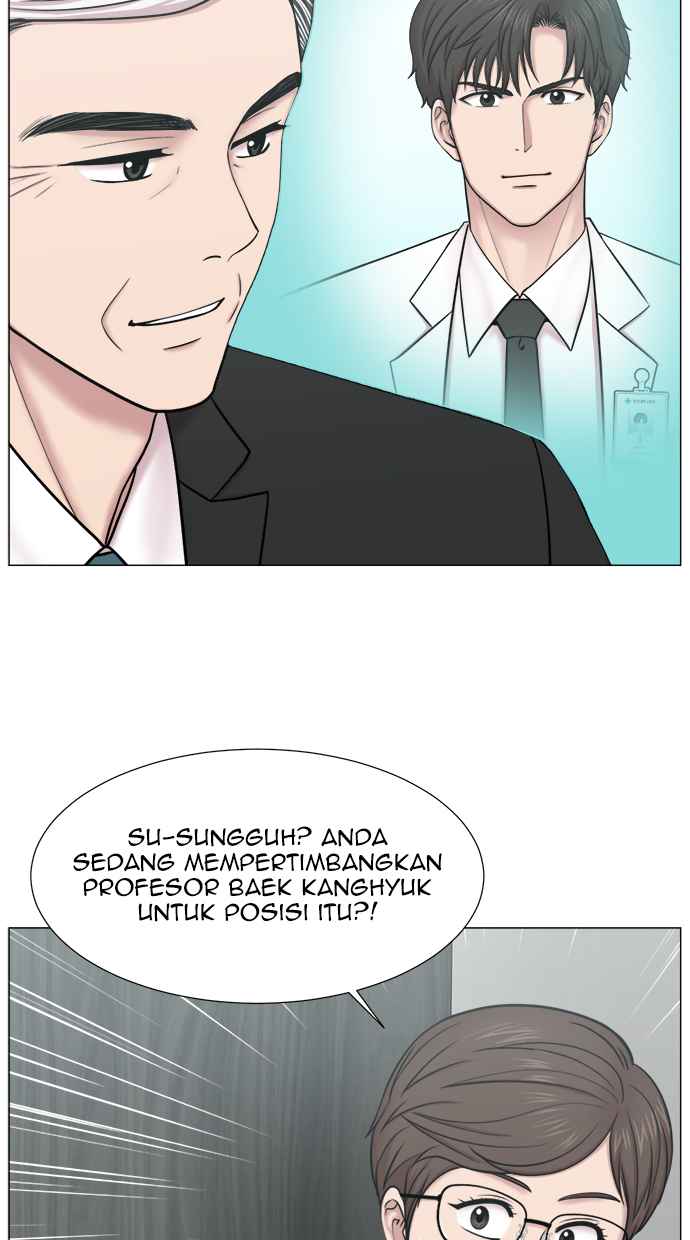 SU-SUNGGUH? ANDA
SEDANG MEMPERTIMBANGKAN
PROFESOR BAEK KANGHYUK
UNTUK POSISI ITU?!